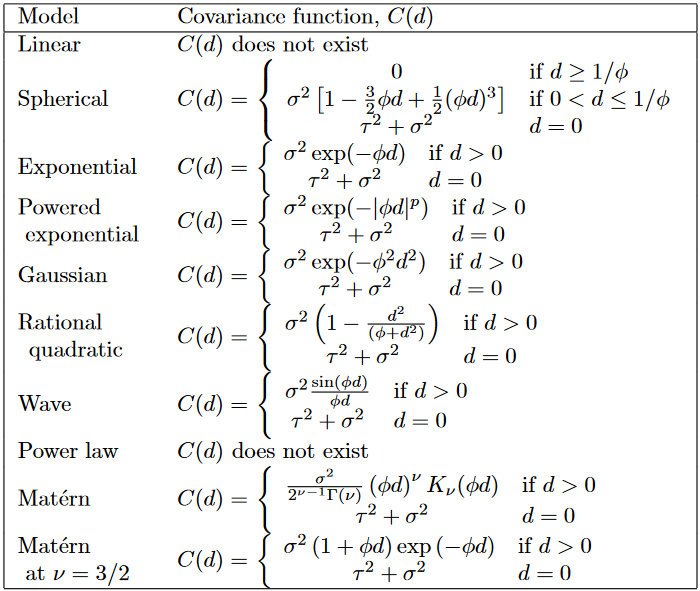 Model Covariance function, C(d)
Linear C(d) does not exist
Spherical C(d) = { 0 if d ≥ 1/ϕ
σ² [1 − 3/2 ϕd + 1/2 (ϕd)³] if 0 < d ≤ 1/ϕ
τ² + σ² d = 0
Exponential C(d) = { σ² exp(−ϕd) if d > 0
τ² + σ² d = 0
Powered exponential C(d) = { σ² exp(−|ϕd|ᵖ) if d > 0
τ² + σ² d = 0
Gaussian C(d) = { σ² exp(−ϕ²d²) if d > 0
τ² + σ² d = 0
Rational quadratic C(d) = { σ² (1 − d²/(ϕ+d²)) if d > 0
τ² + σ² d = 0
Wave C(d) = { σ² sin(ϕd)/ϕd if d > 0
τ² + σ² d = 0
Power law C(d) does not exist
Matérn C(d) = { σ²/(2^(ν−1)Γ(ν)) (ϕd)^ν K_ν(ϕd) if d > 0
τ² + σ² d = 0
Matérn at ν = 3/2 C(d) = { σ² (1 + ϕd) exp (−ϕd) if d > 0
τ² + σ² d = 0